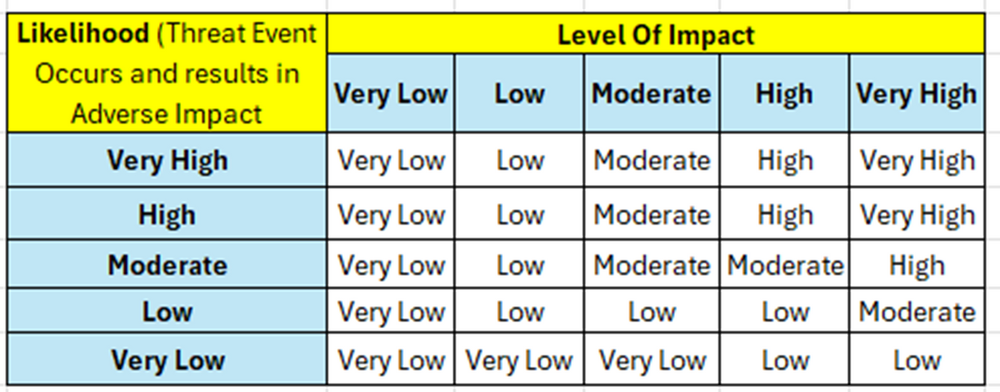 Likelihood (Threat Event
Occurs and results in
Adverse Impact
Level Of Impact
Very Low Low Moderate High Very High
Very High Very Low Low Moderate High Very High
High Very Low Low Moderate High Very High
Moderate Very Low Low Moderate Moderate High
Low Very Low Low Low Low Moderate
Very Low Very Low Very Low Very Low Low Low